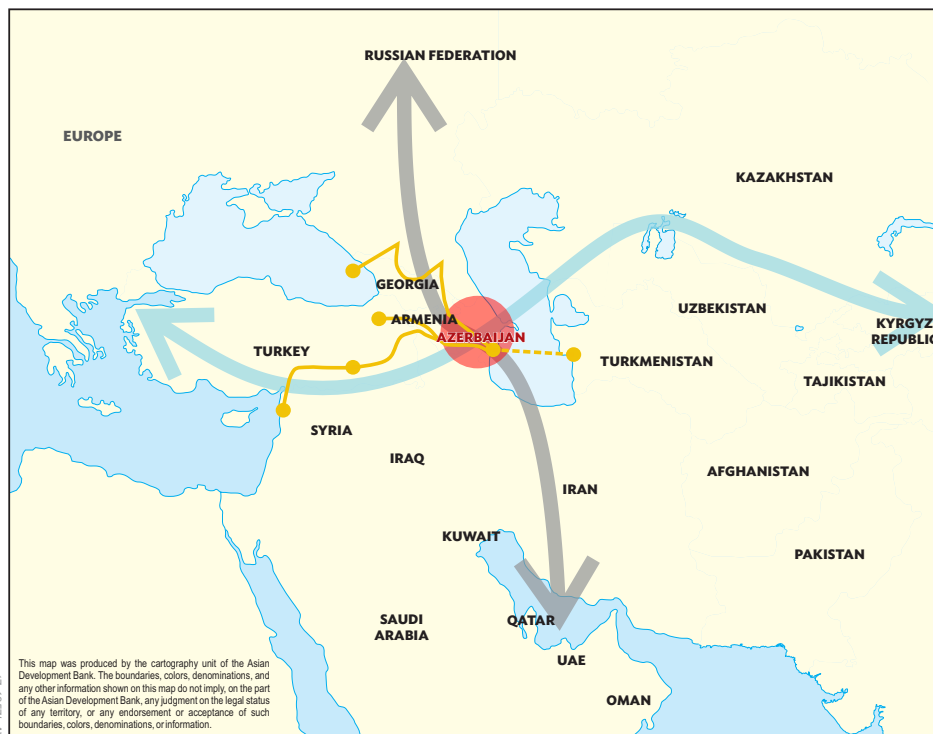 RUSSIAN FEDERATION
EUROPE
KAZAKHSTAN
GEORGIA
UZBEKISTAN
ARMENIA
KYRGYZ
REPUBLIC
AZERBAIJAN
TURKEY
TURKMENISTAN
TAJIKISTAN
SYRIA
IRAQ
AFGHANISTAN
IRAN
KUWAIT
PAKISTAN
SAUDI
ARABIA
QATAR
UAE
OMAN
This map was produced by the cartography unit of the Asian
Development Bank. The boundaries, colors, denominations, and
any other information shown on this map do not imply, on the part
of the Asian Development Bank, any judgment on the legal status
of any territory, or any endorsement or acceptance of such
boundaries, colors, denominations, or information.